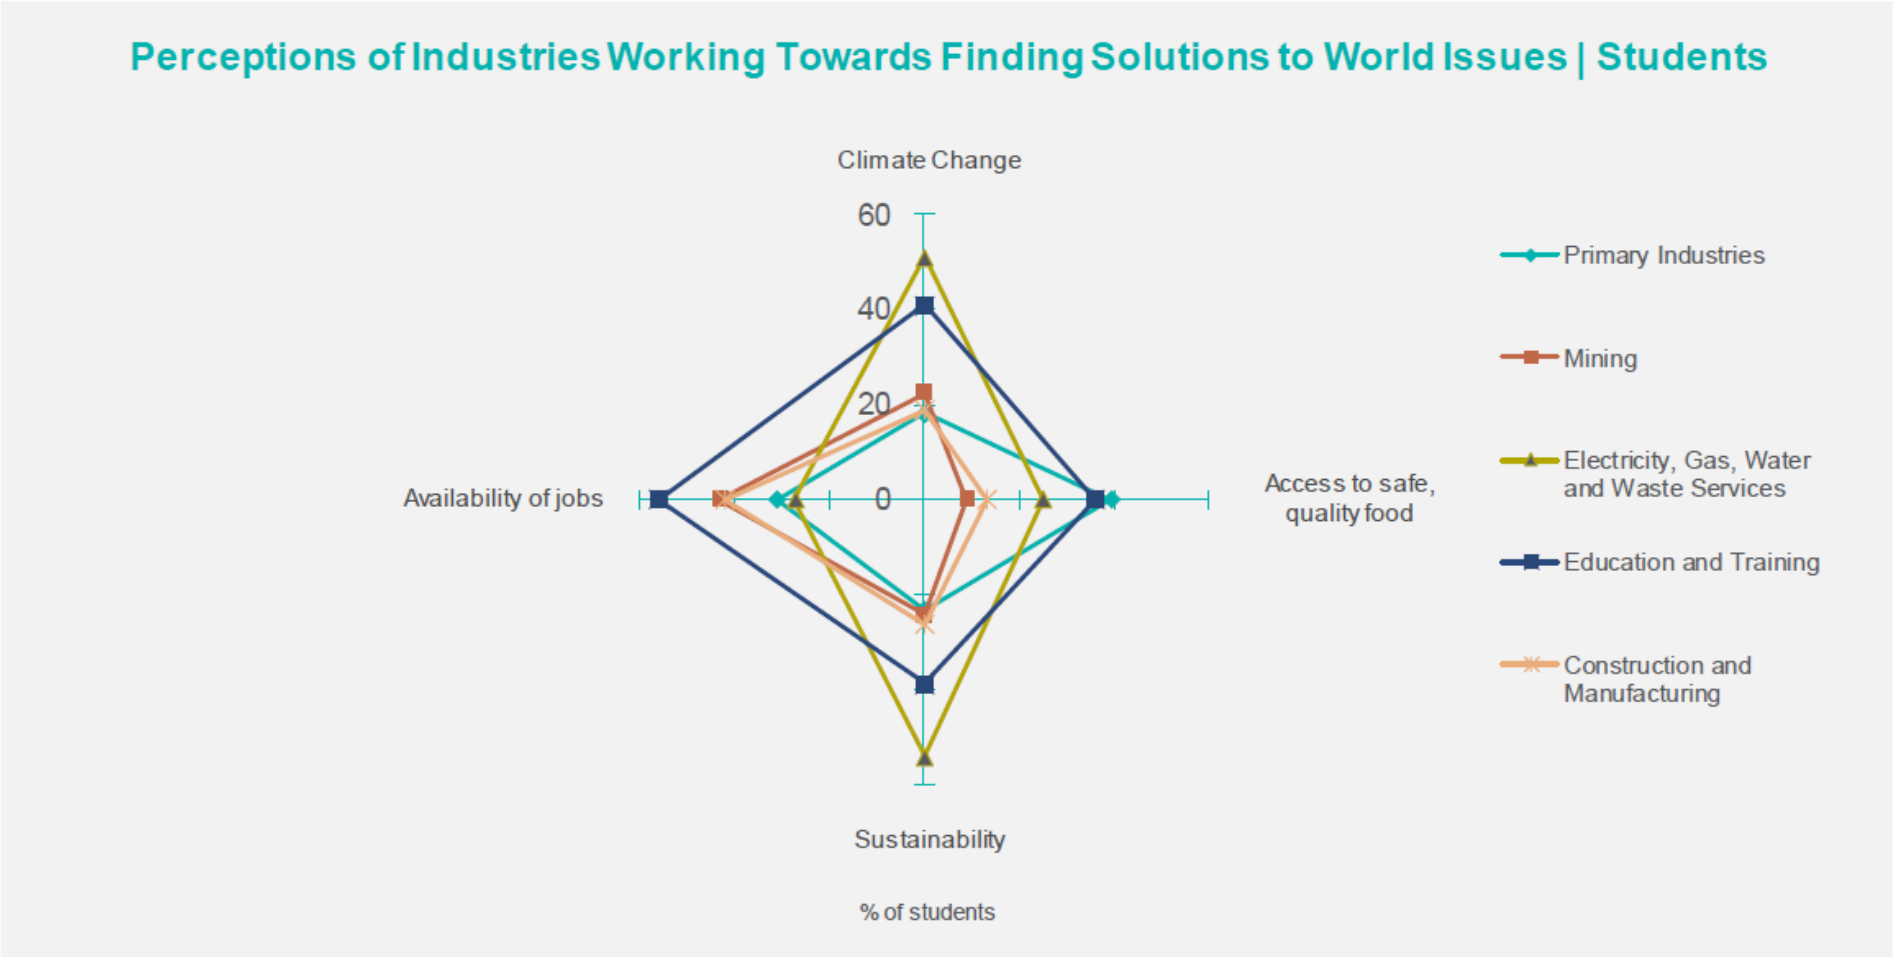 Perceptions of Industries Working Towards Finding Solutions to World Issues | Students
Climate Change
60
40
20
0
Availability of jobs
Access to safe,
quality food
Sustainability
% of students
Primary Industries
Mining
Electricity, Gas, Water
and Waste Services
Education and Training
Construction and
Manufacturing